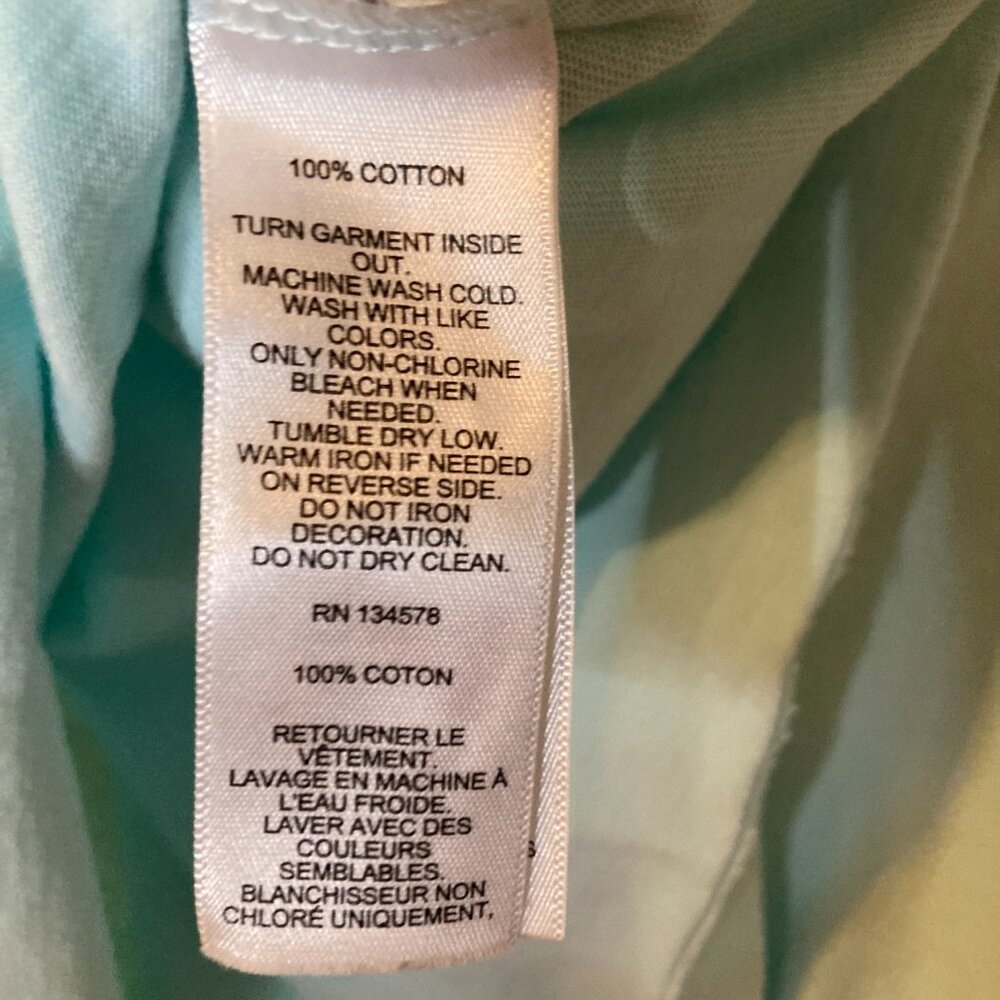 100% COTTON
TURN GARMENT INSIDE
OUT.
MACHINE WASH COLD.
WASH WITH LIKE
COLORS.
ONLY NON-CHLORINE
BLEACH WHEN
NEEDED.
TUMBLE DRY LOW.
WARM IRON IF NEEDED
ON REVERSE SIDE.
DO NOT IRON
DECORATION.
DO NOT DRY CLEAN.
RN 134578
100% COTON
RETOURNER LE
VÊTEMENT.
LAVAGE EN MACHINE À
L'EAU FROIDE.
LAVER AVEC DES
COULEURS
SEMBLABLES.
BLANCHISSEUR NON
CHLORÉ UNIQUEMENT,